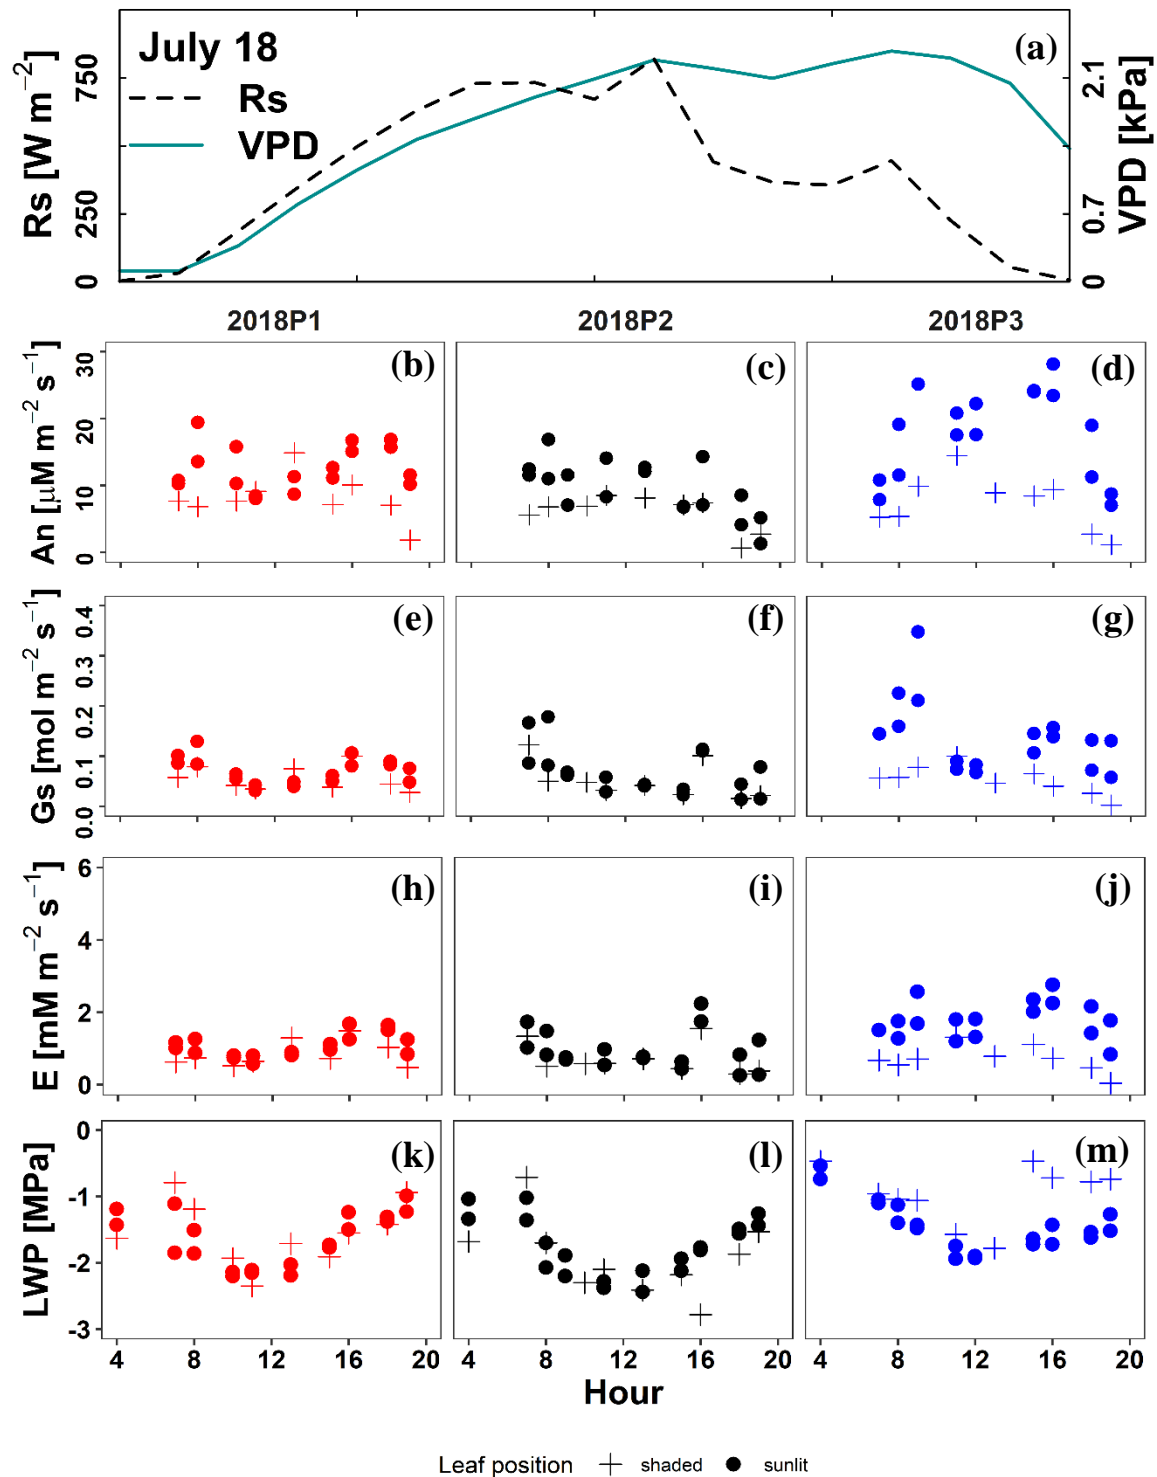 July 18
(a)
Rs
VPD
Rs [W m−2]
0
250
750
VPD [kPa]
0
0.7
2.1
2018P1
2018P2
2018P3
An [μM m−2 s−1]
0
10
20
30
(b)
(c)
(d)
Gs [mol m−2 s−1]
0.0
0.1
0.2
0.3
0.4
(e)
(f)
(g)
E [mM m−2 s−1]
6
4
2
0
(h)
(i)
(j)
LWP [MPa]
0
-1
-2
-3
(k)
(l)
(m)
4 8 12 16 20 4 8 12 16 20 4 8 12 16 20
Hour
Leaf position shaded sunlit